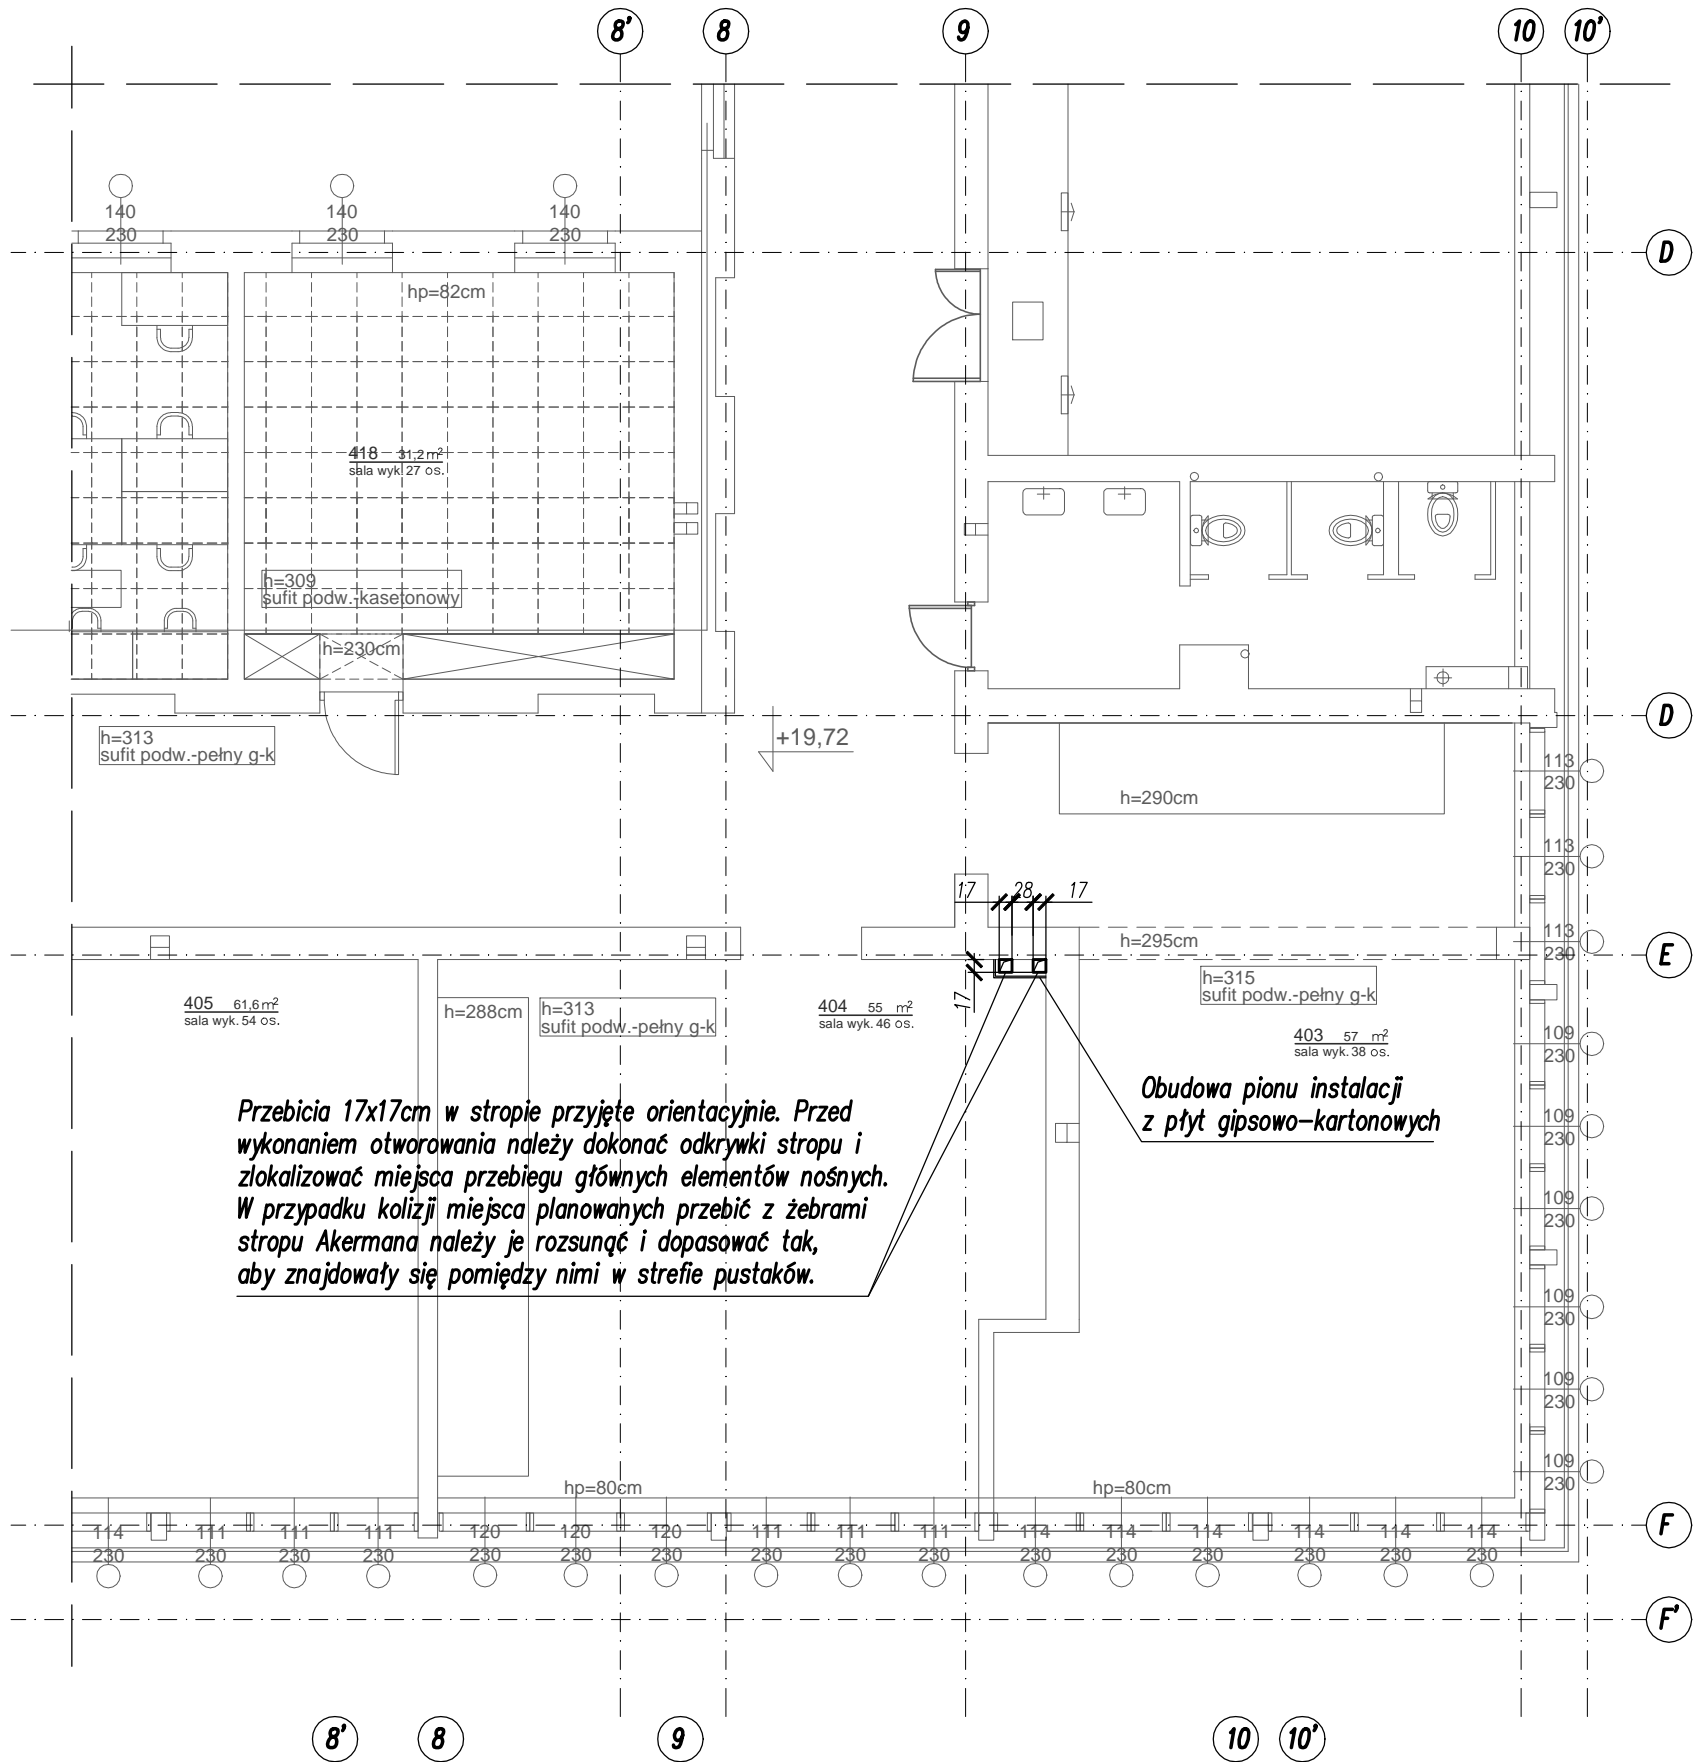 8' 8 9 10 10'
140 140 140
230 230 230
D
hp=82cm
418 31,2 m²
sala wyk. 27 os.
h=309
sufit podw.-kasetonowy
h=230cm
D
h=313
sufit podw.-pełny g-k
+19,72
113
230
h=290cm
113
230
17 28 17
h=295cm
113
230
E
h=315
sufit podw.-pełny g-k
17
405 61,6 m²
sala wyk. 54 os.
h=288cm
h=313
sufit podw.-pełny g-k
404 55 m²
sala wyk. 46 os.
403 57 m²
sala wyk. 38 os.
109
230
Obudowa pionu instalacji
z płyt gipsowo-kartonowych
Przebicia 17x17cm w stropie przyjęte orientacyjnie. Przed
wykonaniem otworowania należy dokonać odkrywki stropu i
zlokalizować miejsca przebiegu głównych elementów nośnych.
W przypadku kolizji miejsca planowanych przebić z żebrami
stropu Akermana należy je rozsunąć i dopasować tak,
aby znajdowały się pomiędzy nimi w strefie pustaków.
109
230
109
230
109
230
109
230
109
230
hp=80cm hp=80cm
114 111 111 111 120 120 120 111 111 111 114 114 114 114 114 114
230 230 230 230 230 230 230 230 230 230 230 230 230 230 230 230
F
F'
8' 8 9 10 10'